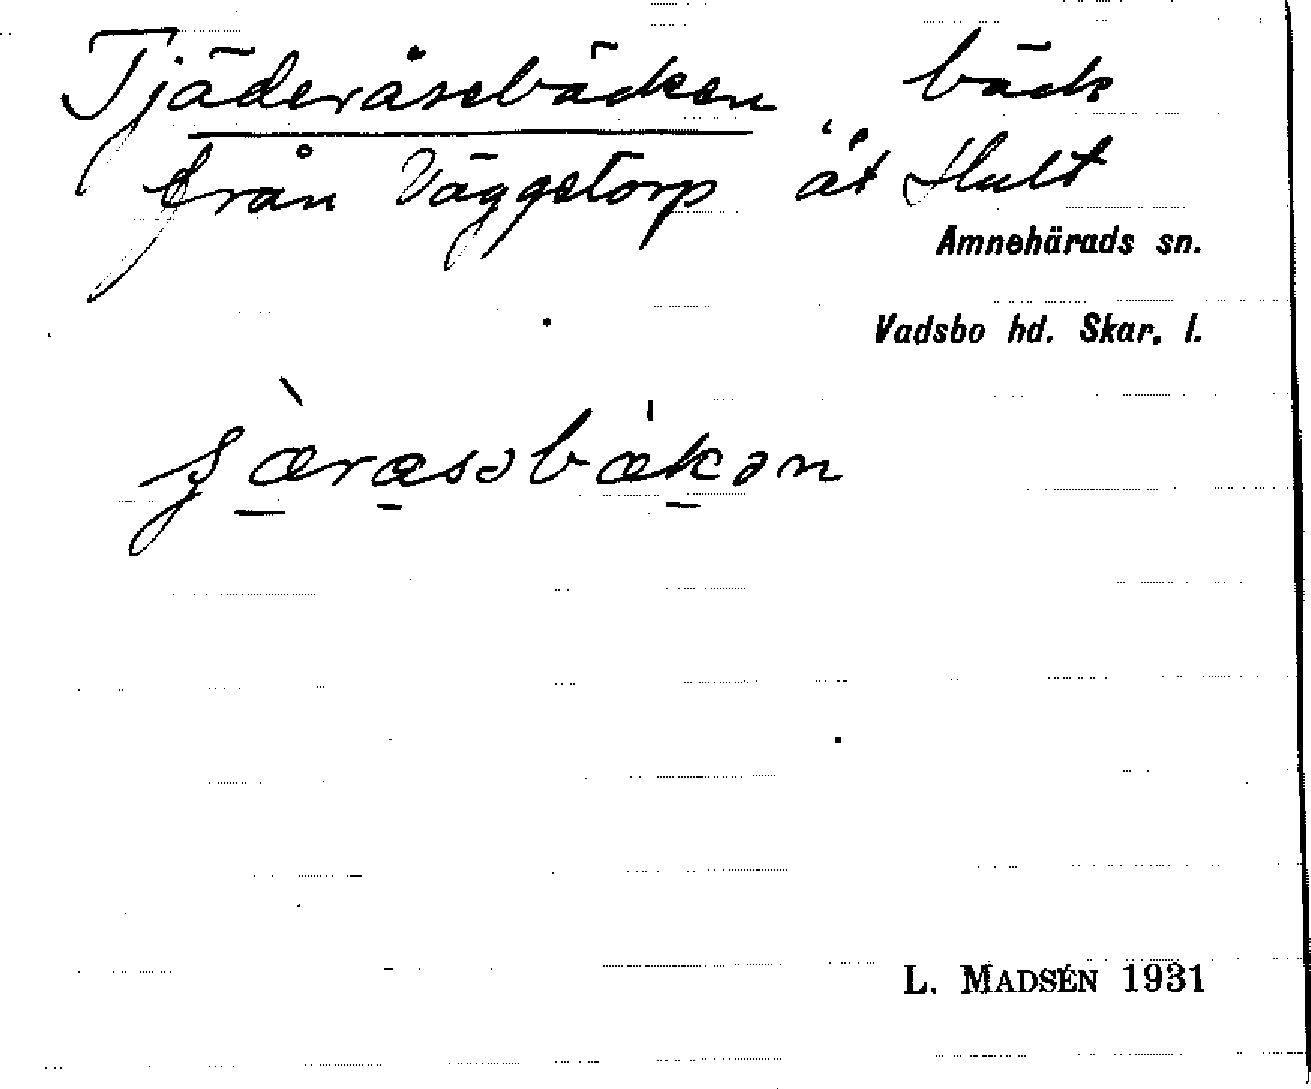 Tjäderåsebäcken bäck
från Väggetorp åt Hult
Amnehärads sn.
Vadsbo hd. Skar. l.
L. MADSÉN 1931